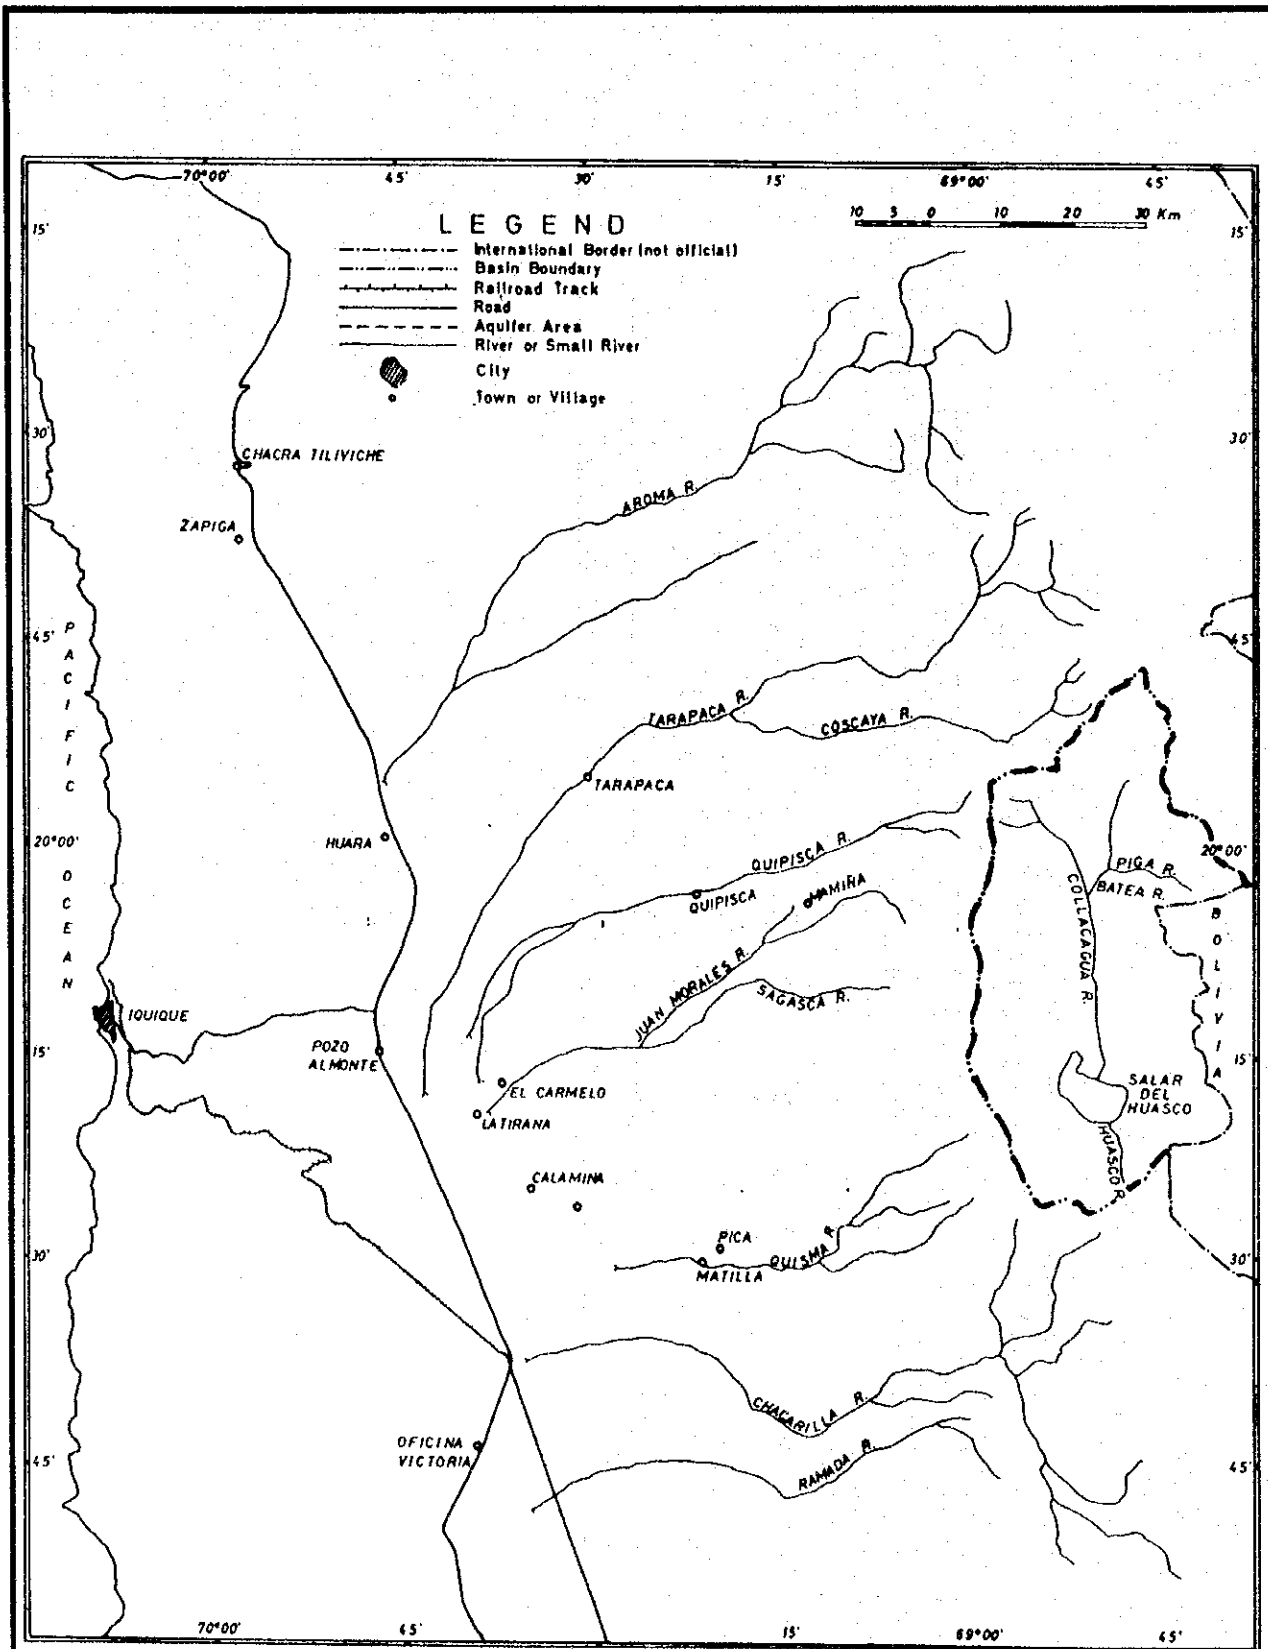 70°00'
45'
30'
15'
69°00'
45'
LEGEND
10 5 0 10 20 30 Km
15'
15'
International Border (not official)
Basin Boundary
Railroad Track
Road
Aquifer Area
River or Small River
City
Town or Village
30'
30'
CHACRA TILIVICHE
AROMA R.
ZAPIGA
45'
45'
PACIFIC OCEAN
TARAPACA R.
COSCAYA R.
TARAPACA
HUARA
20°00'
20°00'
QUIPISCA R.
PIGA R.
BATEA R.
QUIPISCA
MAMIÑA
COLLACAGUA R.
BOLIVIA
JUAN MORALES R.
SAGASCA R.
IQUIQUE
POZO
ALMONTE
15'
EL CARMELO
SALAR
DEL
HUASCO
LA TIRANA
HUASCO R.
CALAMINA
PICA
QUISMA R.
MATILLA
30'
30'
CHACARILLA R.
OFICINA
VICTORIA
RAMADA R.
45'
45'
70°00'
45'
15'
69°00'
45'